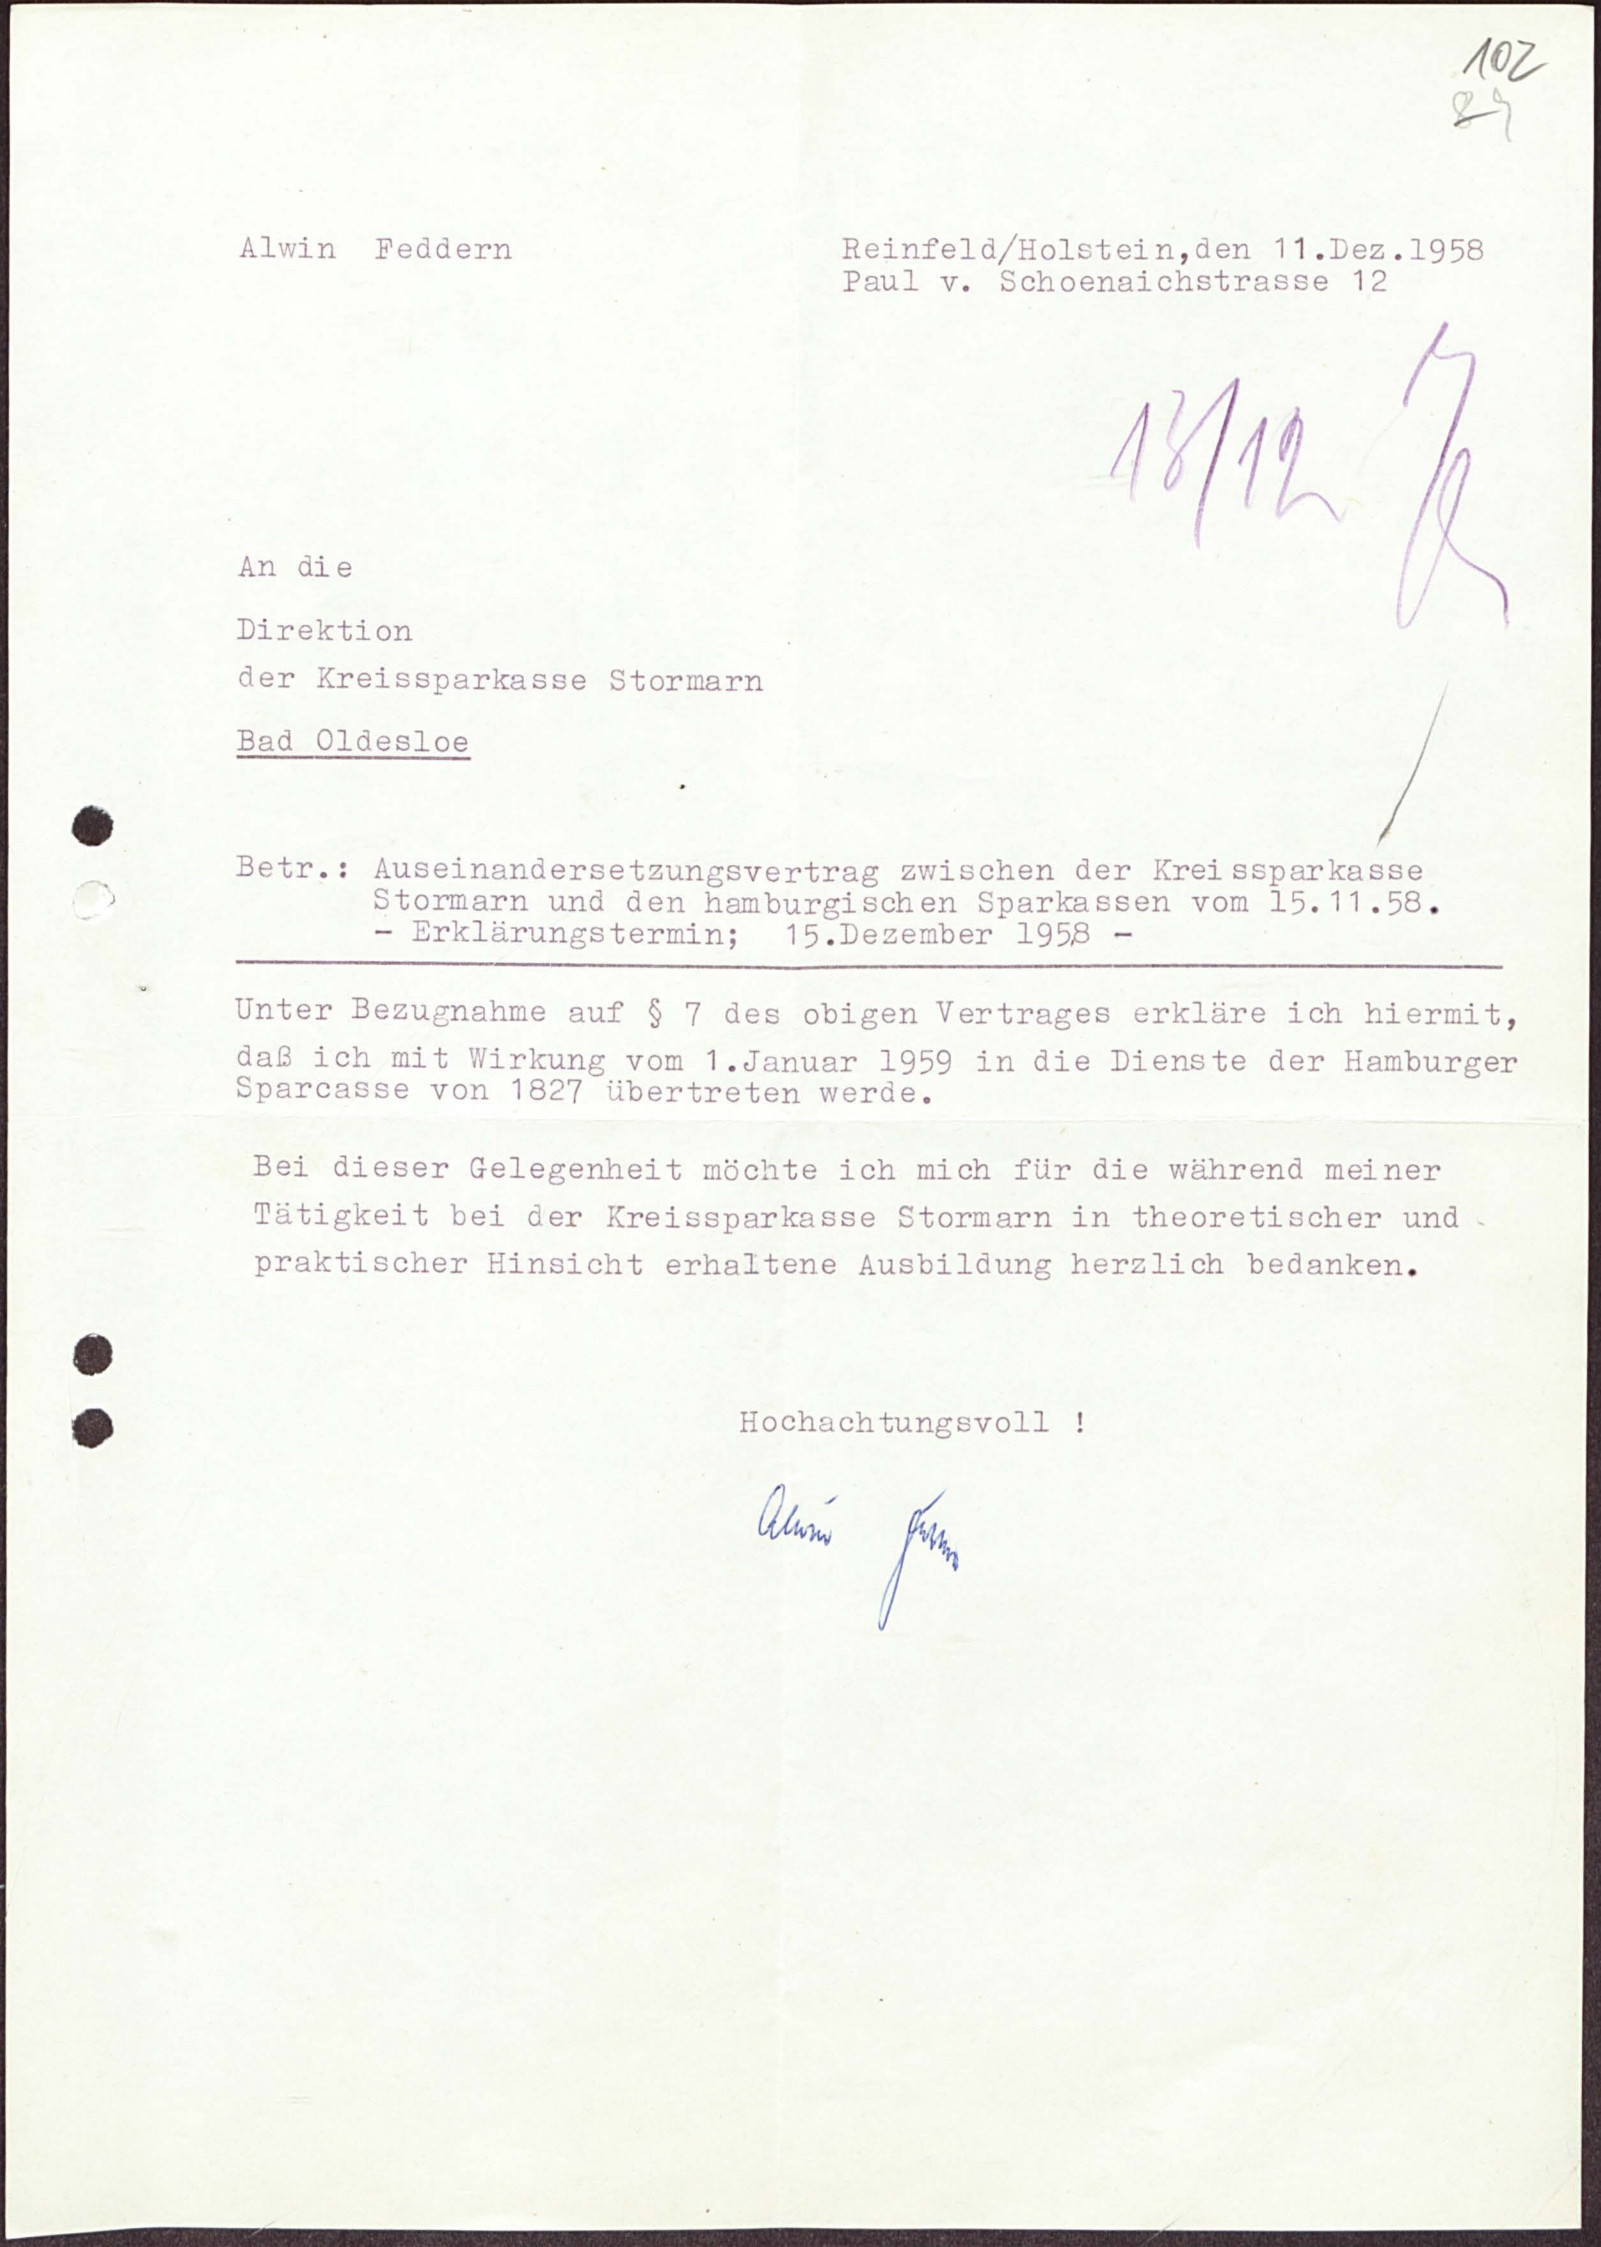 102
Alwin Feddern
Reinfeld/Holstein,den 11.Dez.1958
Paul v. Schoenaichstrasse 12
13/12
An die
Direktion
der Kreissparkasse Stormarn
Bad Oldesloe
Betr.: Auseinandersetzungsvertrag zwischen der Kreissparkasse
Stormarn und den hamburgischen Sparkassen vom 15.11.58.
- Erklärungstermin; 15.Dezember 1958 -
Unter Bezugnahme auf § 7 des obigen Vertrages erkläre ich hiermit,
daß ich mit Wirkung vom 1.Januar 1959 in die Dienste der Hamburger
Sparcasse von 1827 übertreten werde.
Bei dieser Gelegenheit möchte ich mich für die während meiner
Tätigkeit bei der Kreissparkasse Stormarn in theoretischer und
praktischer Hinsicht erhaltene Ausbildung herzlich bedanken.
Hochachtungsvoll !
Alwin Feddern